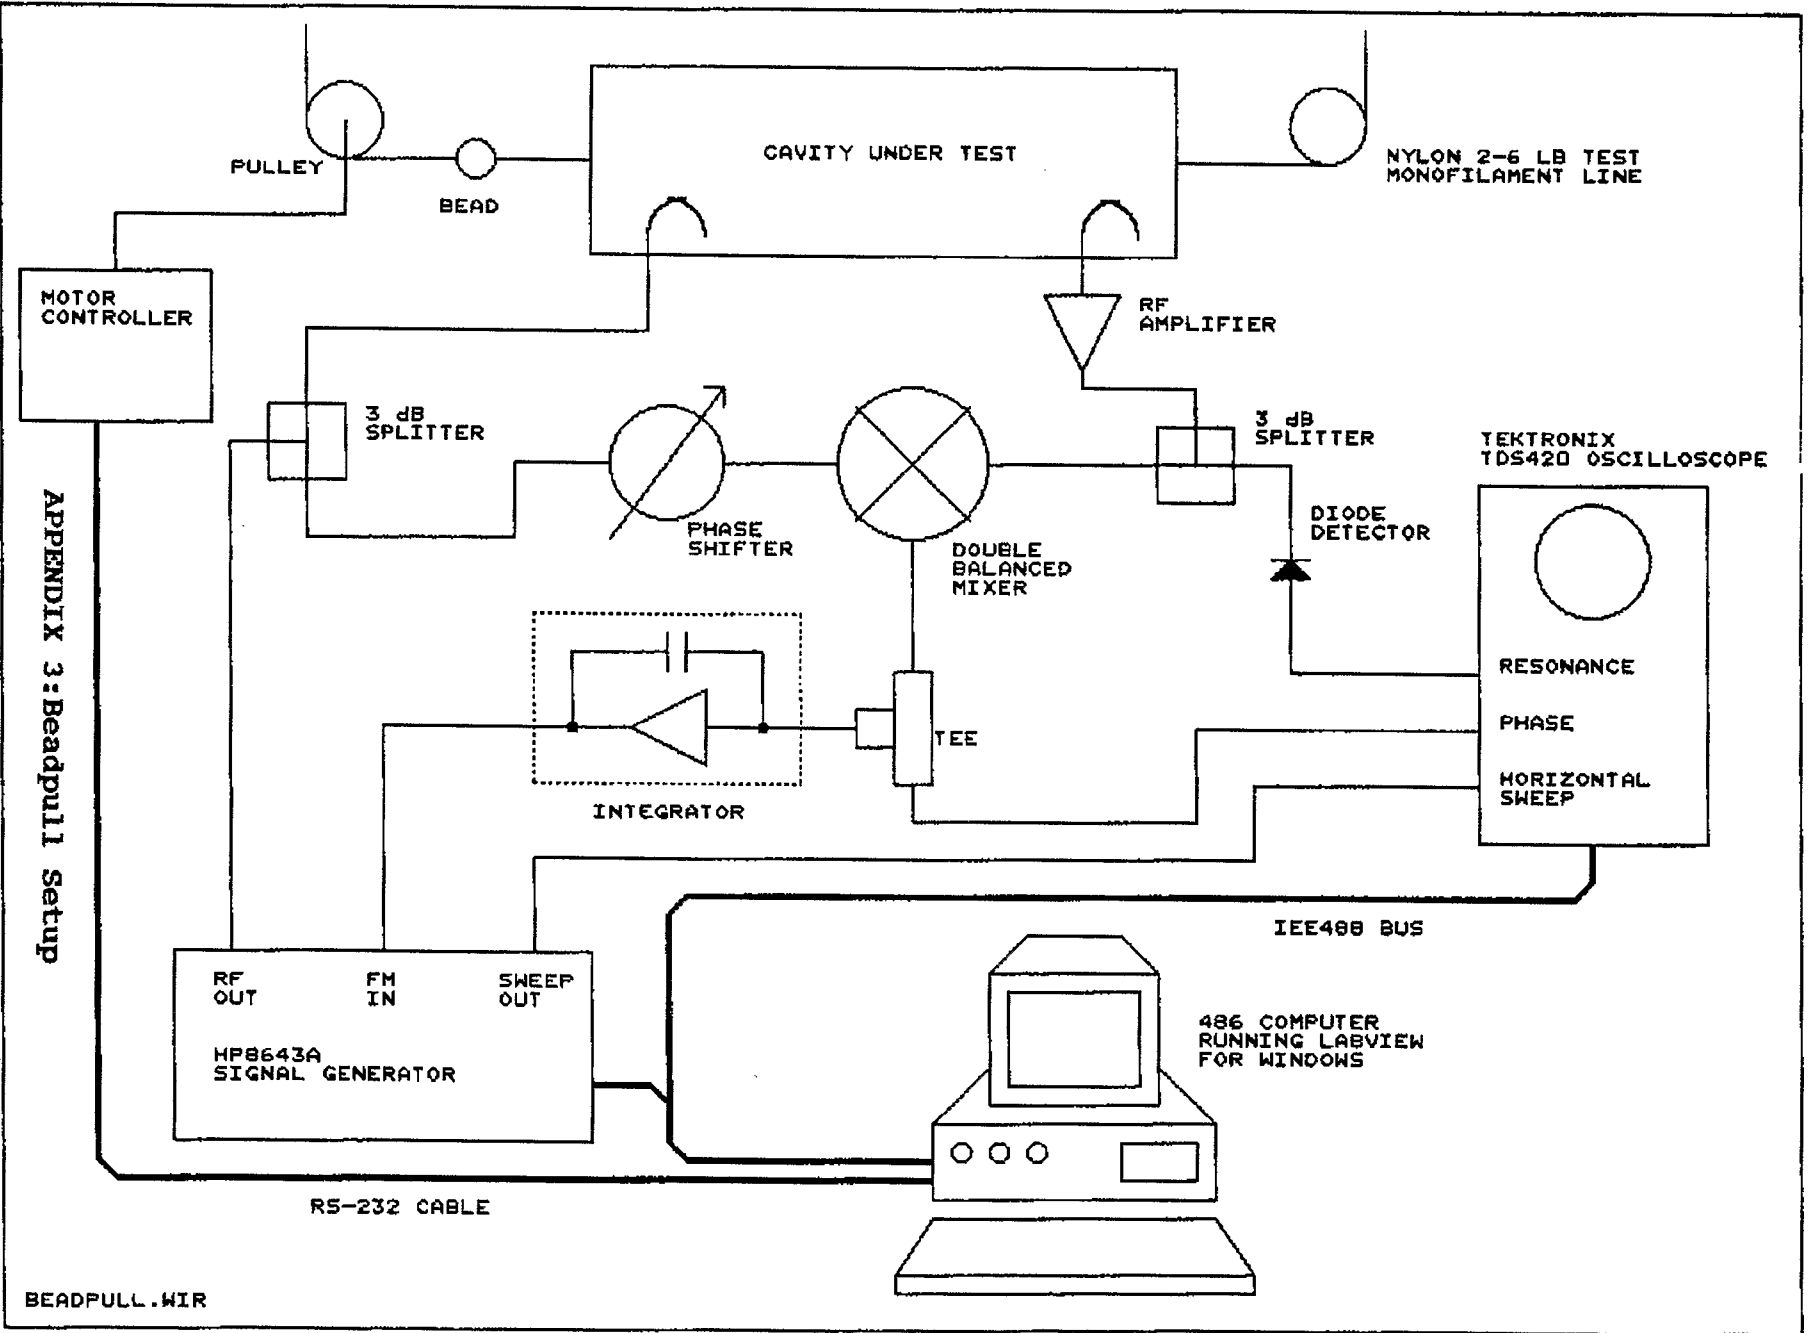 PULLEY
BEAD
CAVITY UNDER TEST
NYLON 2-6 LB TEST
MONOFILAMENT LINE
MOTOR
CONTROLLER
RF
AMPLIFIER
3 dB
SPLITTER
PHASE
SHIFTER
DOUBLE
BALANCED
MIXER
3 dB
SPLITTER
DIODE
DETECTOR
TEKTRONIX
TDS420 OSCILLOSCOPE
RESONANCE
PHASE
HORIZONTAL
SWEEP
TEE
INTEGRATOR
APPENDIX 3:Beadpull Setup
RF
OUT
FM
IN
SWEEP
OUT
HP8643A
SIGNAL GENERATOR
IEE488 BUS
486 COMPUTER
RUNNING LABVIEW
FOR WINDOWS
RS-232 CABLE
BEADPULL.WIR